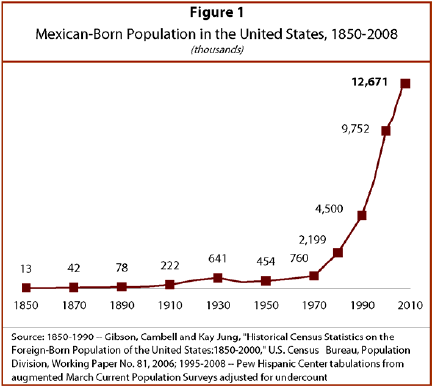 Figure 1
Mexican-Born Population in the United States, 1850-2008
(thousands)
12,671
9,752
4,500
2,199
13 42 78 222 641 454 760
1850 1870 1890 1910 1930 1950 1970 1990 2010
Source: 1850-1990 -- Gibson, Cambell and Kay Jung, "Historical Census Statistics on the
Foreign-Born Population of the United States:1850-2000," U.S. Census Bureau, Population
Division, Working Paper No. 81, 2006; 1995-2008 -- Pew Hispanic Center tabulations from
augmented March Current Population Surveys adjusted for undercount